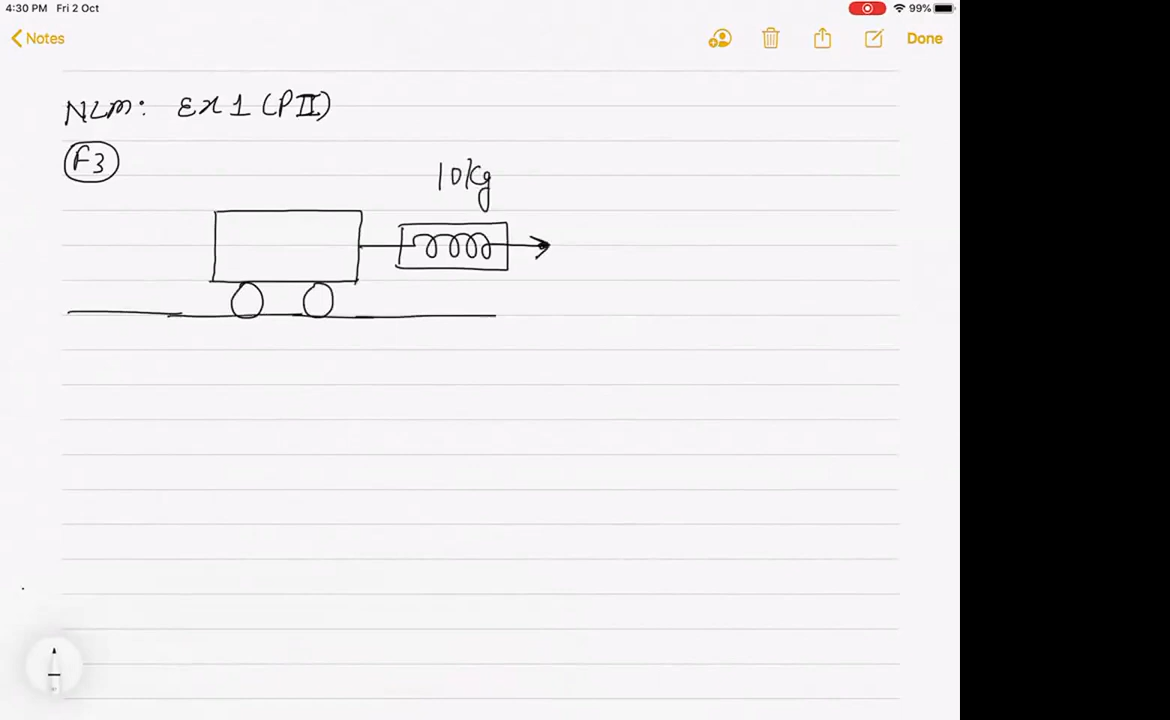 4:30 PM Fri 2 Oct
99%
Notes
Done
NLM: Ex 1 (PII)
F3
10kg